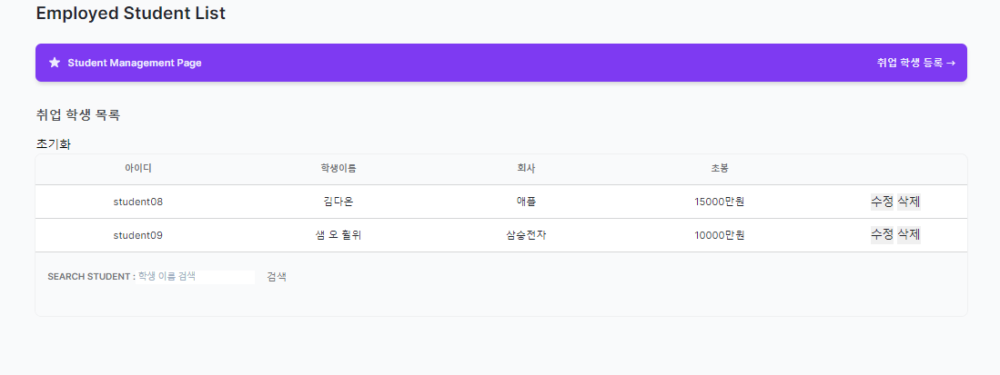 Employed Student List
Student Management Page 취업 학생 등록 →
취업 학생 목록
초기화
아이디 학생이름 회사 초봉
student08 김다온 애플 15000만원 수정 삭제
student09 샘 오 췰위 삼숭전자 10000만원 수정 삭제
SEARCH STUDENT : 학생 이름 검색 검색